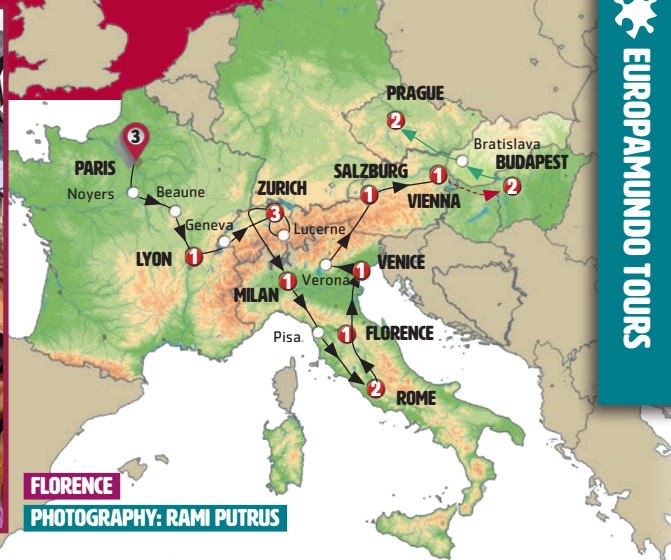 PRAGUE
2
Bratislava
BUDAPEST
2
3
PARIS
SALZBURG
1
1
VIENNA
Noyers
Beaune
ZURICH
3
Geneva
Lucerne
LYON
1
VENICE
1
Verona
MILAN
1
Pisa
FLORENCE
1
2
ROME
EUROPAMUNDO TOURS
FLORENCE
PHOTOGRAPHY: RAMI PUTRUS